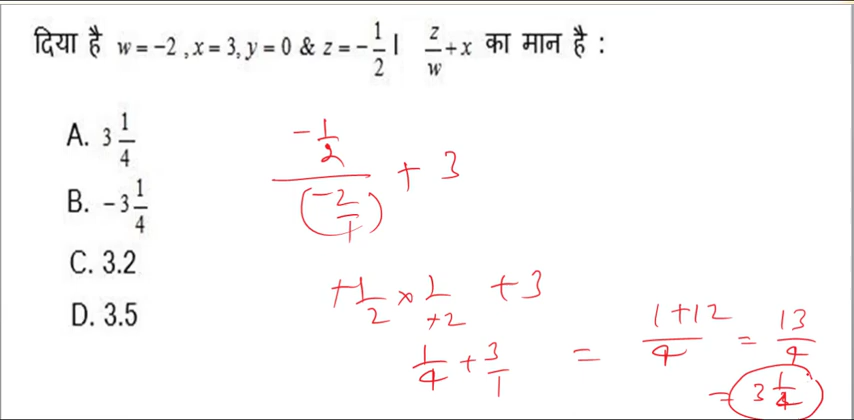 दिया है w = -2 , x = 3, y = 0 & z = -1/2 । z/w + x का मान है :
A. 3 1/4
B. -3 1/4
C. 3.2
D. 3.5
(-1/2)/(-2/1) + 3
+1/2 × 1/+2 + 3
1/4 + 3/1 = (1+12)/4 = 13/4
= 3 1/4